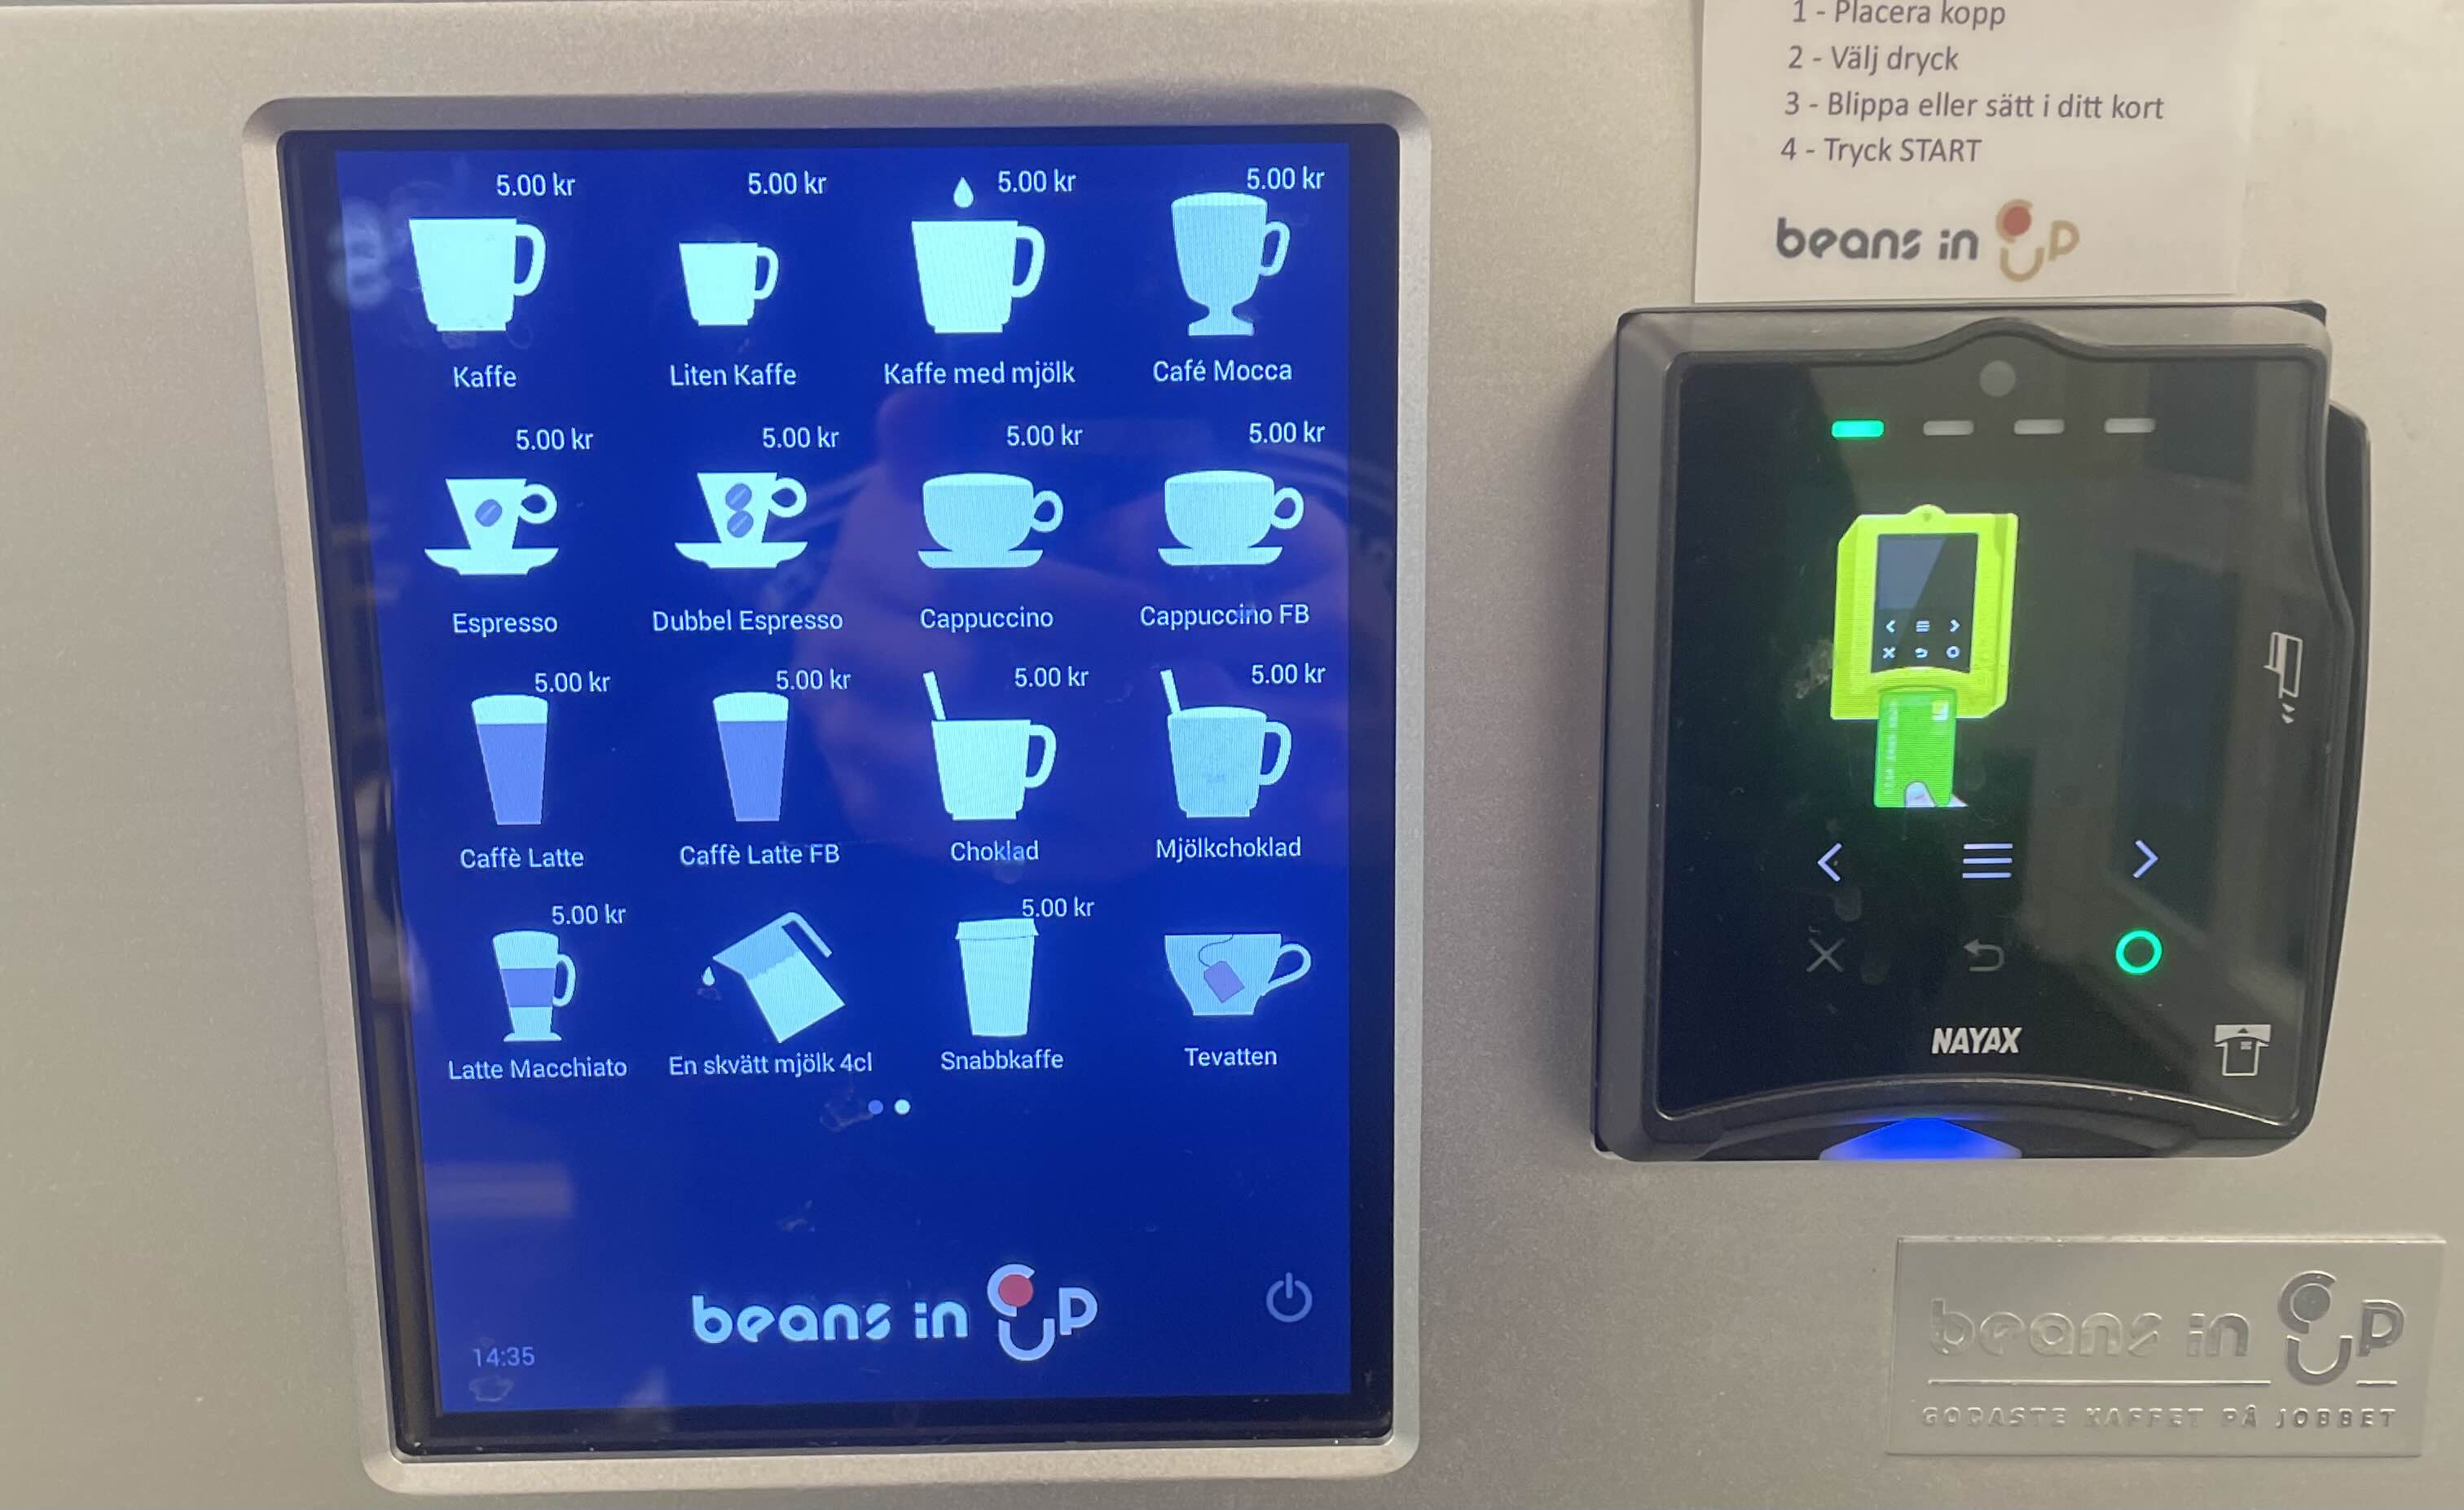 1 - Placera kopp
2 - Välj dryck
3 - Blippa eller sätt i ditt kort
4 - Tryck START
beans in cup
5.00 kr 5.00 kr 5.00 kr 5.00 kr
Kaffe Liten Kaffe Kaffe med mjölk Café Mocca
5.00 kr 5.00 kr 5.00 kr 5.00 kr
Espresso Dubbel Espresso Cappuccino Cappuccino FB
5.00 kr 5.00 kr 5.00 kr 5.00 kr
Caffè Latte Caffè Latte FB Choklad Mjölkchoklad
5.00 kr 5.00 kr
Latte Macchiato En skvätt mjölk 4cl Snabbkaffe Tevatten
beans in cup
14:35
NAYAX
beans in cup
GODASTE KAFFET PÅ JOBBET